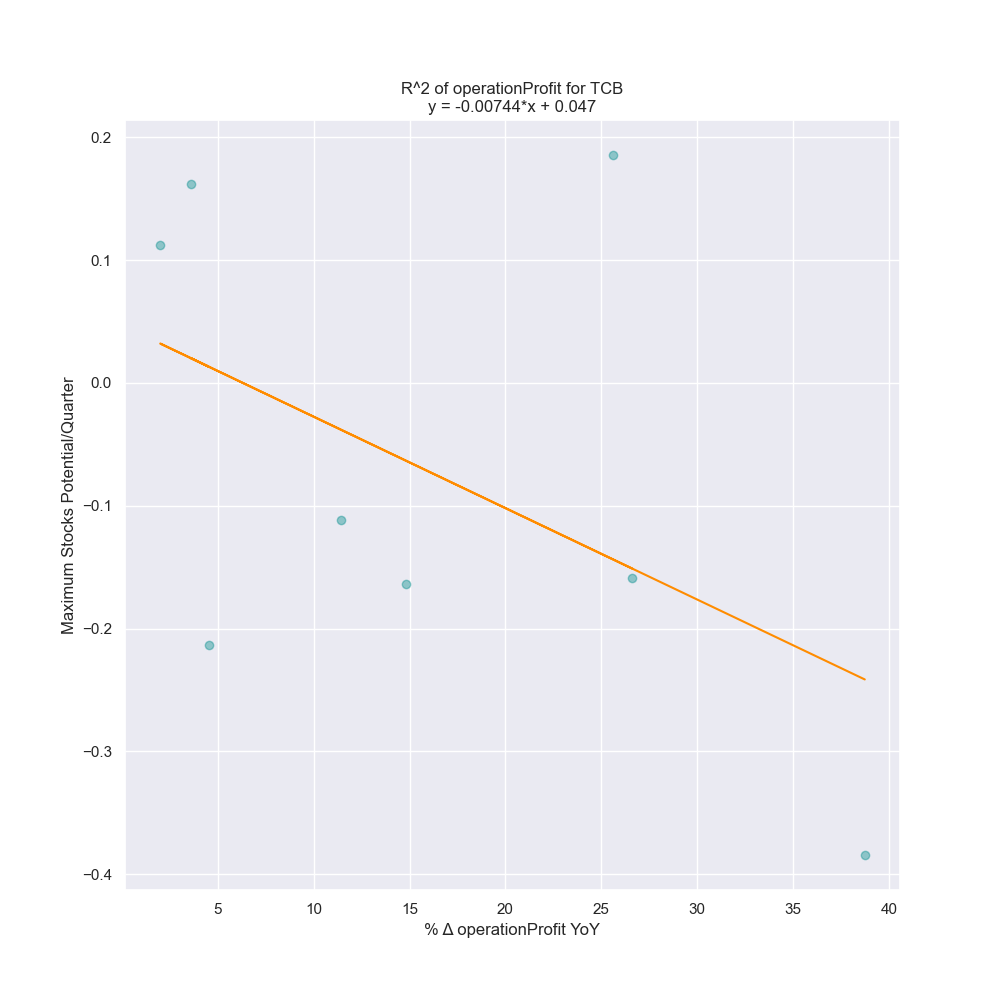 R^2 of operationProfit for TCB
y = -0.00744*x + 0.047
0.2
0.1
0.0
−0.1
−0.2
−0.3
−0.4
Maximum Stocks Potential/Quarter
5 10 15 20 25 30 35 40
% Δ operationProfit YoY